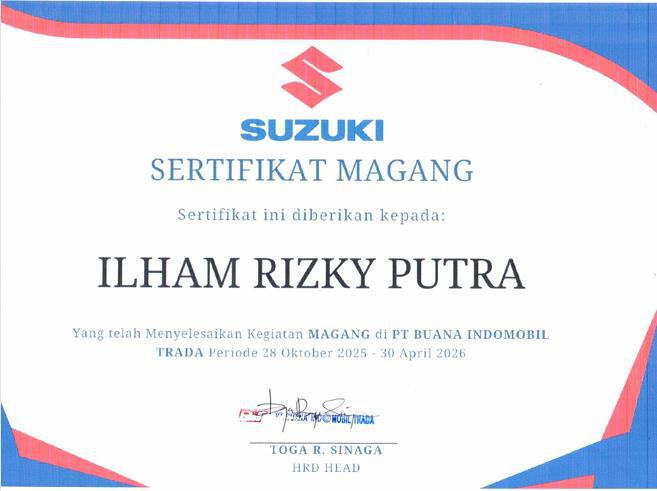 SUZUKI
SERTIFIKAT MAGANG
Sertifikat ini diberikan kepada:
ILHAM RIZKY PUTRA
Yang telah Menyelesaikan Kegiatan MAGANG di PT BUANA INDOMOBIL
TRADA Periode 28 Oktober 2025 - 30 April 2026
TOGA R. SINAGA
HRD HEAD